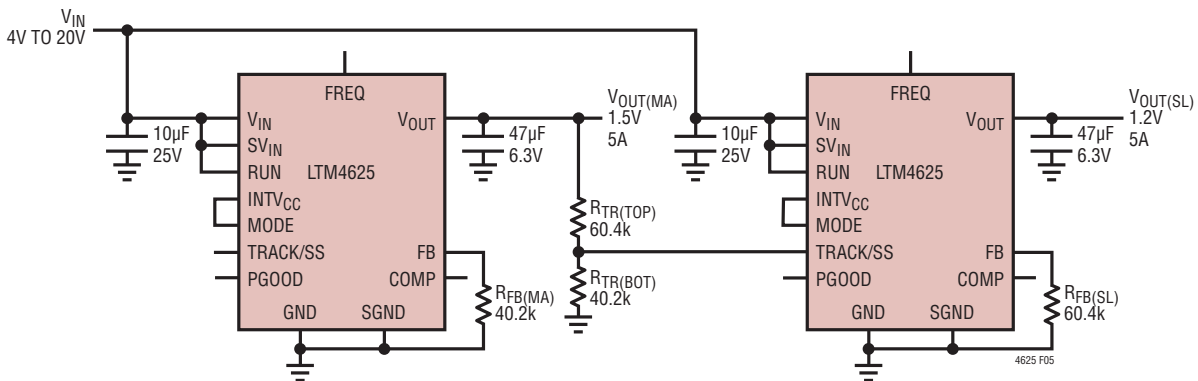 VIN
4V TO 20V
10µF
25V
FREQ
VIN
SVIN
RUN
INTVCC
MODE
TRACK/SS
PGOOD
LTM4625
VOUT
FB
COMP
GND
SGND
47µF
6.3V
VOUT(MA)
1.5V
5A
RTR(TOP)
60.4k
RTR(BOT)
40.2k
RFB(MA)
40.2k
10µF
25V
FREQ
VIN
SVIN
RUN
INTVCC
MODE
TRACK/SS
PGOOD
LTM4625
VOUT
FB
COMP
GND
SGND
47µF
6.3V
VOUT(SL)
1.2V
5A
RFB(SL)
60.4k
4625 F05